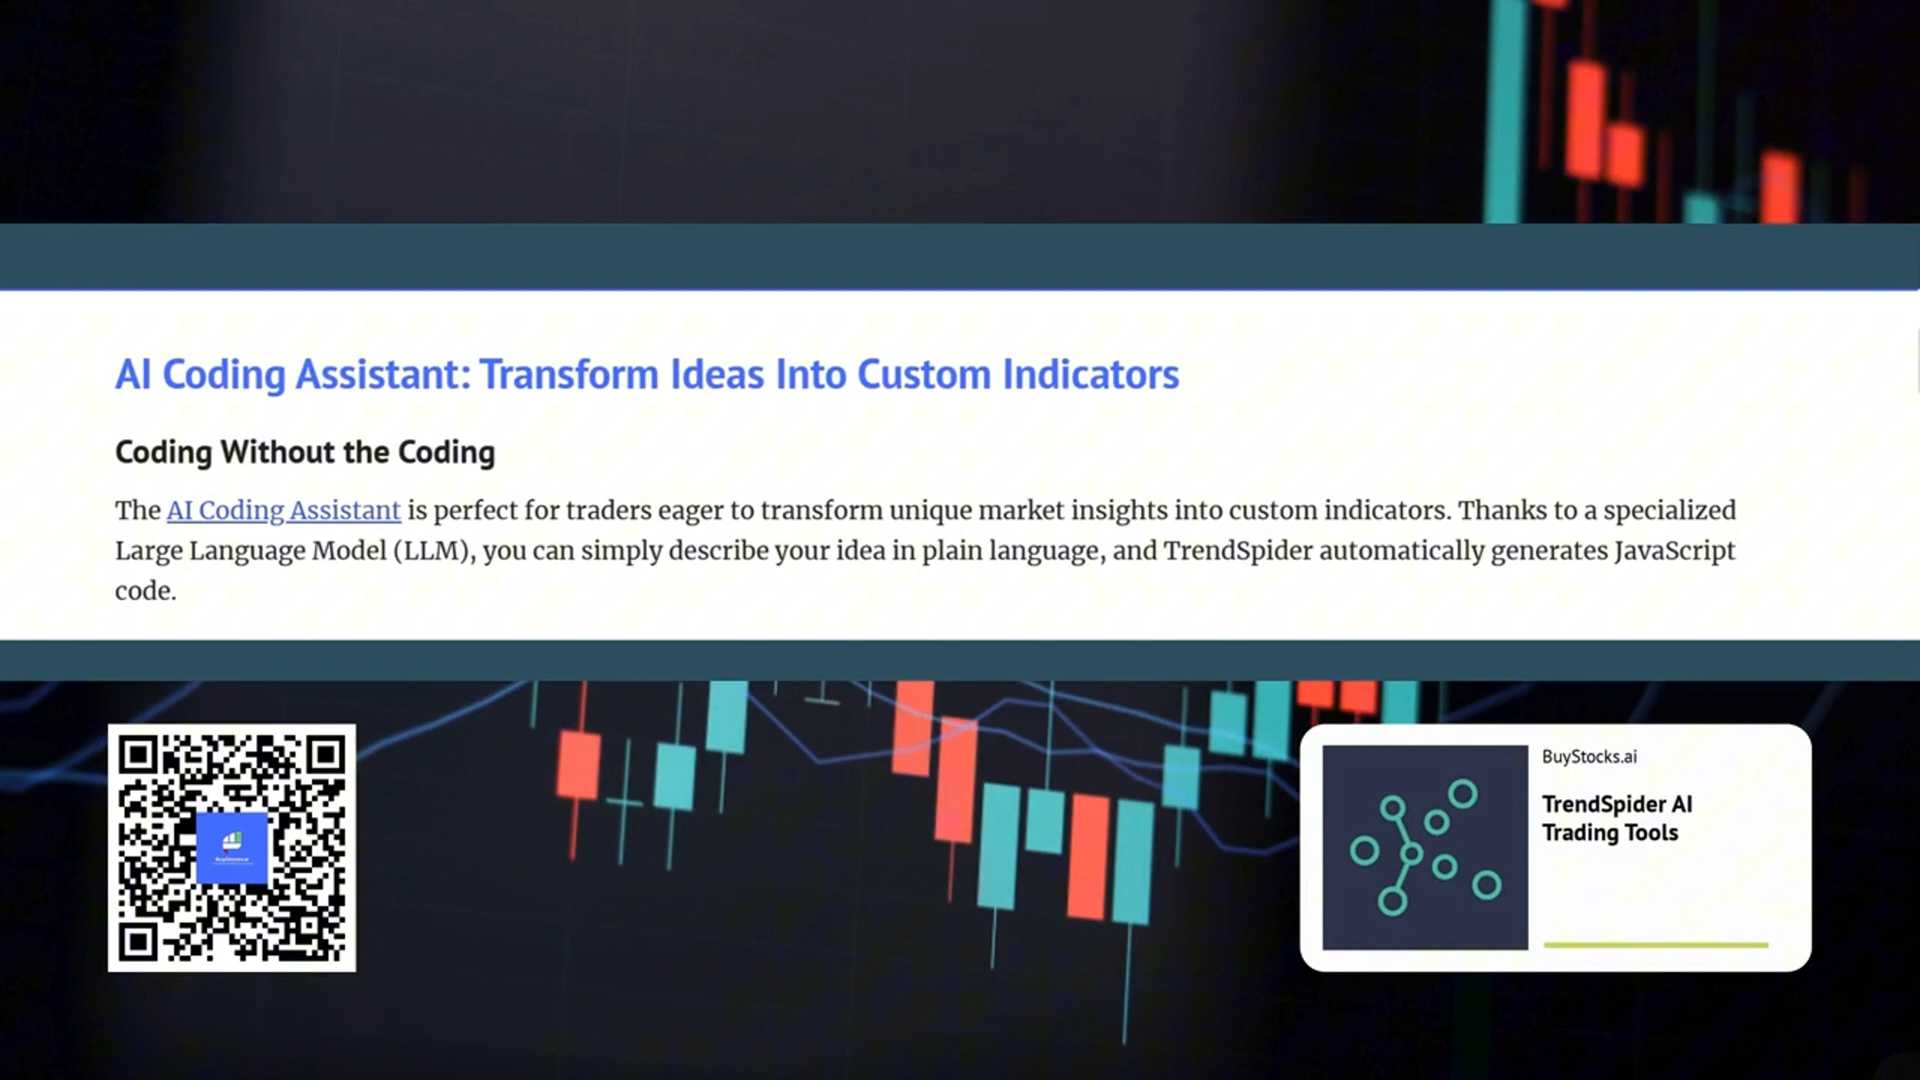 AI Coding Assistant: Transform Ideas Into Custom Indicators
Coding Without the Coding
The AI Coding Assistant is perfect for traders eager to transform unique market insights into custom indicators. Thanks to a specialized
Large Language Model (LLM), you can simply describe your idea in plain language, and TrendSpider automatically generates JavaScript
code.
BuyStocks.ai
TrendSpider AI
Trading Tools